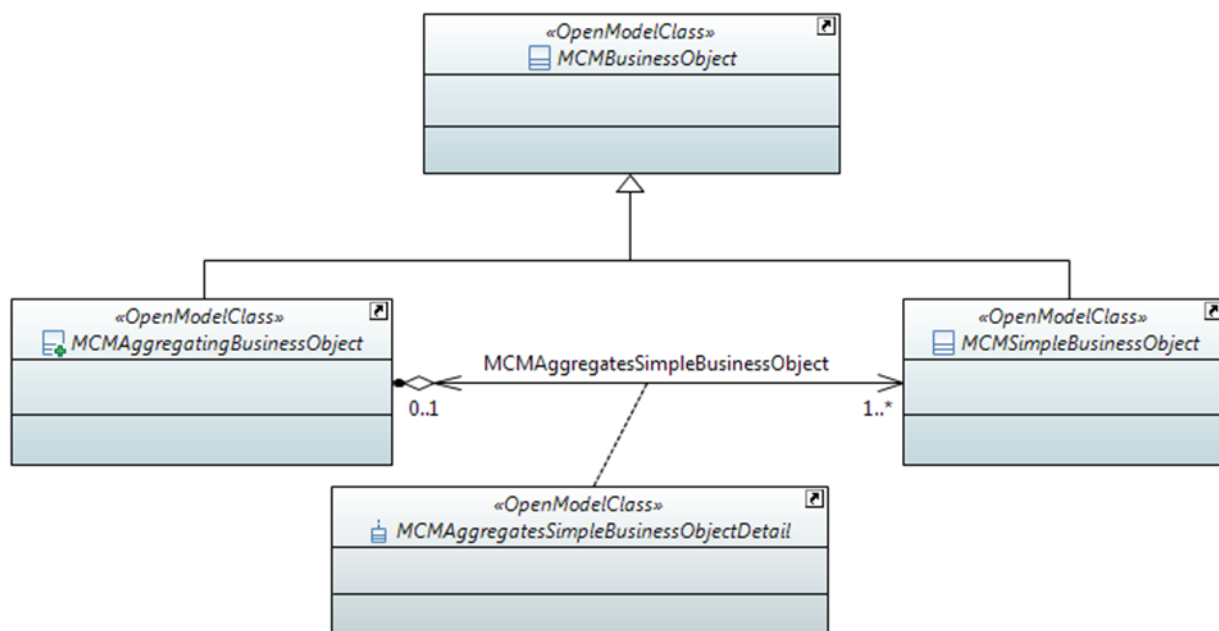 «OpenModelClass»
MCMBusinessObject
«OpenModelClass»
MCMAggregatingBusinessObject
«OpenModelClass»
MCMSimpleBusinessObject
MCMAggregatesSimpleBusinessObject
0..1
1..*
«OpenModelClass»
MCMAggregatesSimpleBusinessObjectDetail